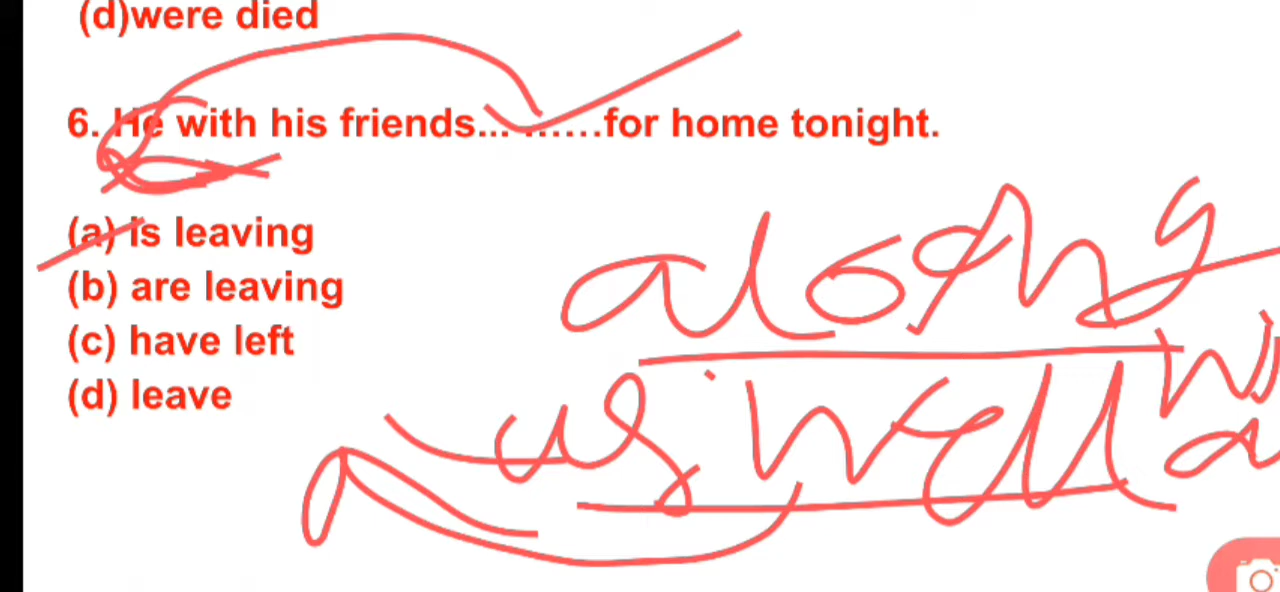 (d)were died
6. He with his friends... ......for home tonight.
(a) is leaving
(b) are leaving
(c) have left
(d) leave
along
as well